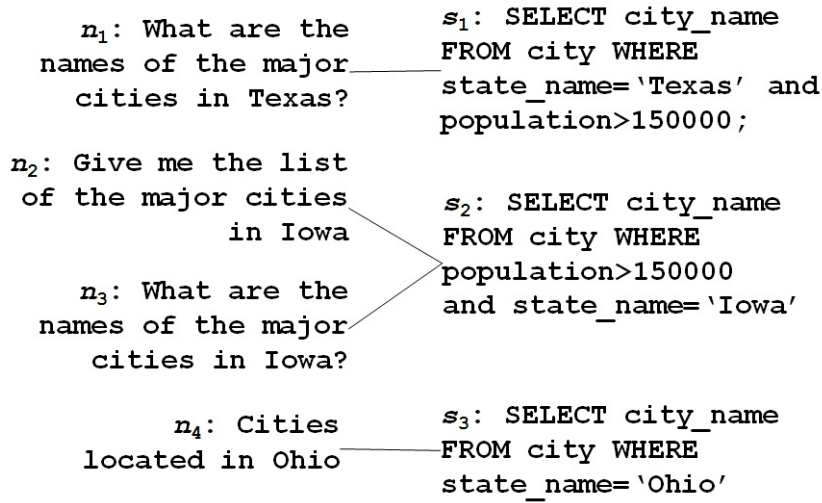 n1: What are the
names of the major
cities in Texas?
s1: SELECT city_name
FROM city WHERE
state_name=‘Texas’ and
population>150000;
n2: Give me the list
of the major cities
in Iowa
n3: What are the
names of the major
cities in Iowa?
s2: SELECT city_name
FROM city WHERE
population>150000
and state_name=‘Iowa’
n4: Cities
located in Ohio
s3: SELECT city_name
FROM city WHERE
state_name=‘Ohio’